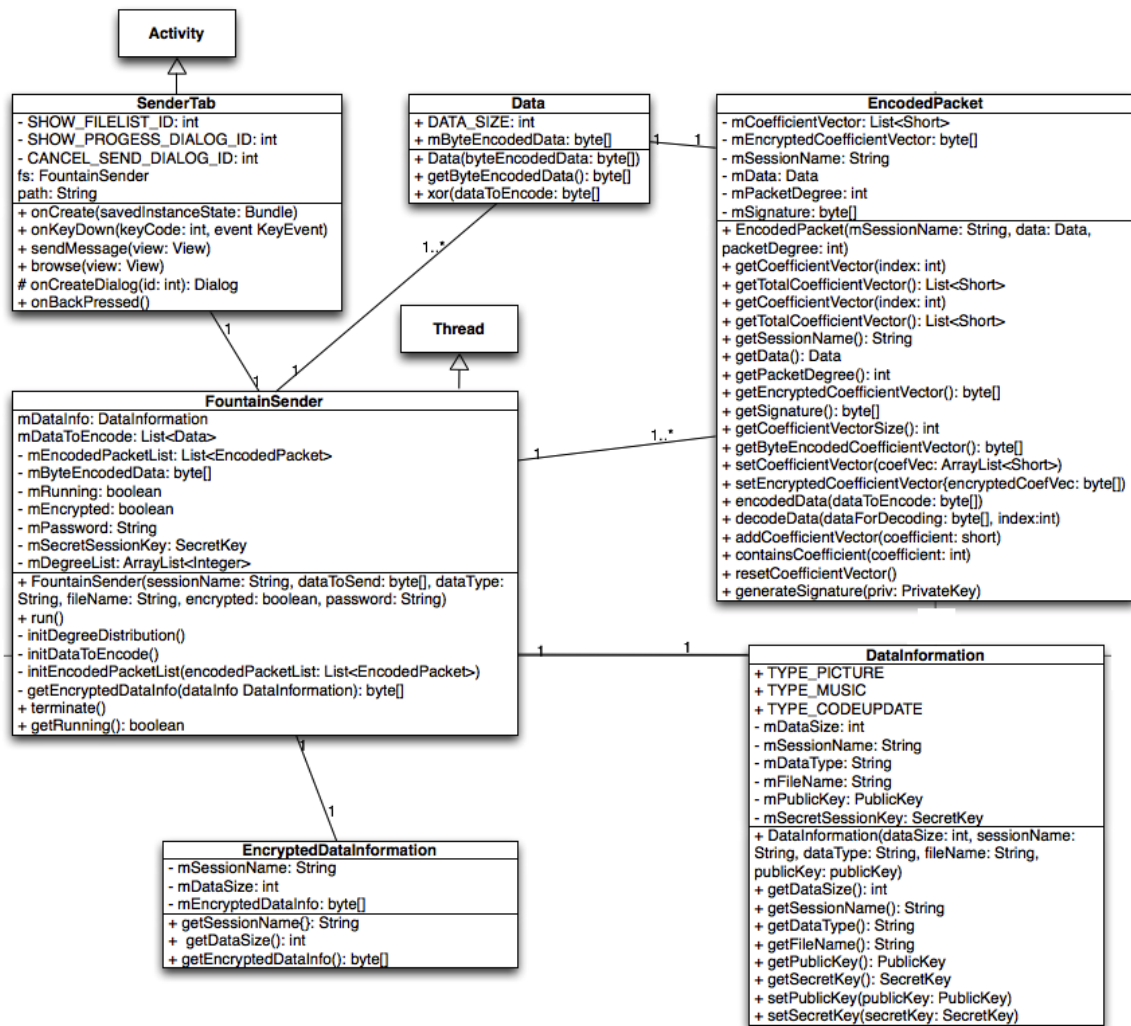 Activity
SenderTab
- SHOW_FILELIST_ID: int
- SHOW_PROGESS_DIALOG_ID: int
- CANCEL_SEND_DIALOG_ID: int
fs: FountainSender
path: String
+ onCreate(savedInstanceState: Bundle)
+ onKeyDown(keyCode: int, event KeyEvent)
+ sendMessage(view: View)
+ browse(view: View)
# onCreateDialog(id: int): Dialog
+ onBackPressed()
Data
+ DATA_SIZE: int
+ mByteEncodedData: byte[]
+ Data(byteEncodedData: byte[])
+ getByteEncodedData(): byte[]
+ xor(dataToEncode: byte[]
1
1
EncodedPacket
- mCoefficientVector: List<Short>
- mEncryptedCoefficientVector: byte[]
- mSessionName: String
- mData: Data
- mPacketDegree: int
- mSignature: byte[]
+ EncodedPacket(mSessionName: String, data: Data,
packetDegree: int)
+ getCoefficientVector(index: int)
+ getTotalCoefficientVector(): List<Short>
+ getCoefficientVector(index: int)
+ getTotalCoefficientVector(): List<Short>
+ getSessionName(): String
+ getData(): Data
+ getPacketDegree(): int
+ getEncryptedCoefficientVector(): byte[]
+ getSignature(): byte[]
+ getCoefficientVectorSize(): int
+ getByteEncodedCoefficientVector(): byte[]
+ setCoefficientVector(coefVec: ArrayList<Short>)
+ setEncryptedCoefficientVector{encryptedCoefVec: byte[])
+ encodedData(dataToEncode: byte[])
+ decodeData(dataForDecoding: byte[], index:int)
+ addCoefficientVector(coefficient: short)
+ containsCoefficient(coefficient: int)
+ resetCoefficientVector()
+ generateSignature(priv: PrivateKey)
1..*
1
1
1
Thread
FountainSender
mDataInfo: DataInformation
mDataToEncode: List<Data>
- mEncodedPacketList: List<EncodedPacket>
- mByteEncodedData: byte[]
- mRunning: boolean
- mEncrypted: boolean
- mPassword: String
- mSecretSessionKey: SecretKey
- mDegreeList: ArrayList<Integer>
+ FountainSender(sessionName: String, dataToSend: byte[], dataType:
String, fileName: String, encrypted: boolean, password: String)
+ run()
- initDegreeDistribution()
- initDataToEncode()
- initEncodedPacketList(encodedPacketList: List<EncodedPacket>)
- getEncryptedDataInfo(dataInfo DataInformation): byte[]
+ terminate()
+ getRunning(): boolean
1
1..*
1
1
DataInformation
+ TYPE_PICTURE
+ TYPE_MUSIC
+ TYPE_CODEUPDATE
- mDataSize: int
- mSessionName: String
- mDataType: String
- mFileName: String
- mPublicKey: PublicKey
- mSecretSessionKey: SecretKey
+ DataInformation(dataSize: int, sessionName:
String, dataType: String, fileName: String,
publicKey: publicKey)
+ getDataSize(): int
+ getSessionName(): String
+ getDataType(): String
+ getFileName(): String
+ getPublicKey(): PublicKey
+ getSecretKey(): SecretKey
+ setPublicKey(publicKey: PublicKey)
+ setSecretKey(secretKey: SecretKey)
1
1
EncryptedDataInformation
- mSessionName: String
- mDataSize: int
- mEncryptedDataInfo: byte[]
+ getSessionName{}: String
+ getDataSize(): int
+ getEncryptedDataInfo(): byte[]